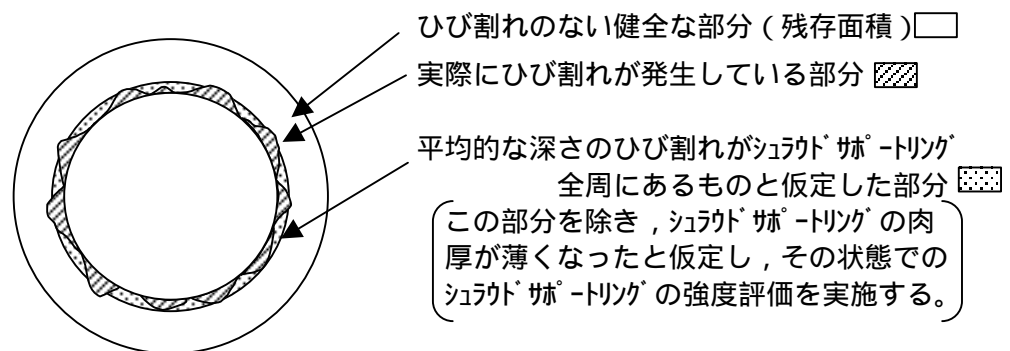 ひび割れのない健全な部分(残存面積)
実際にひび割れが発生している部分
平均的な深さのひび割れがｼｭﾗｳﾄﾞｻﾎﾟｰﾄﾘﾝｸﾞ
全周にあるものと仮定した部分
この部分を除き，ｼｭﾗｳﾄﾞｻﾎﾟｰﾄﾘﾝｸﾞの肉
厚が薄くなったと仮定し，その状態での
ｼｭﾗｳﾄﾞｻﾎﾟｰﾄﾘﾝｸﾞの強度評価を実施する。